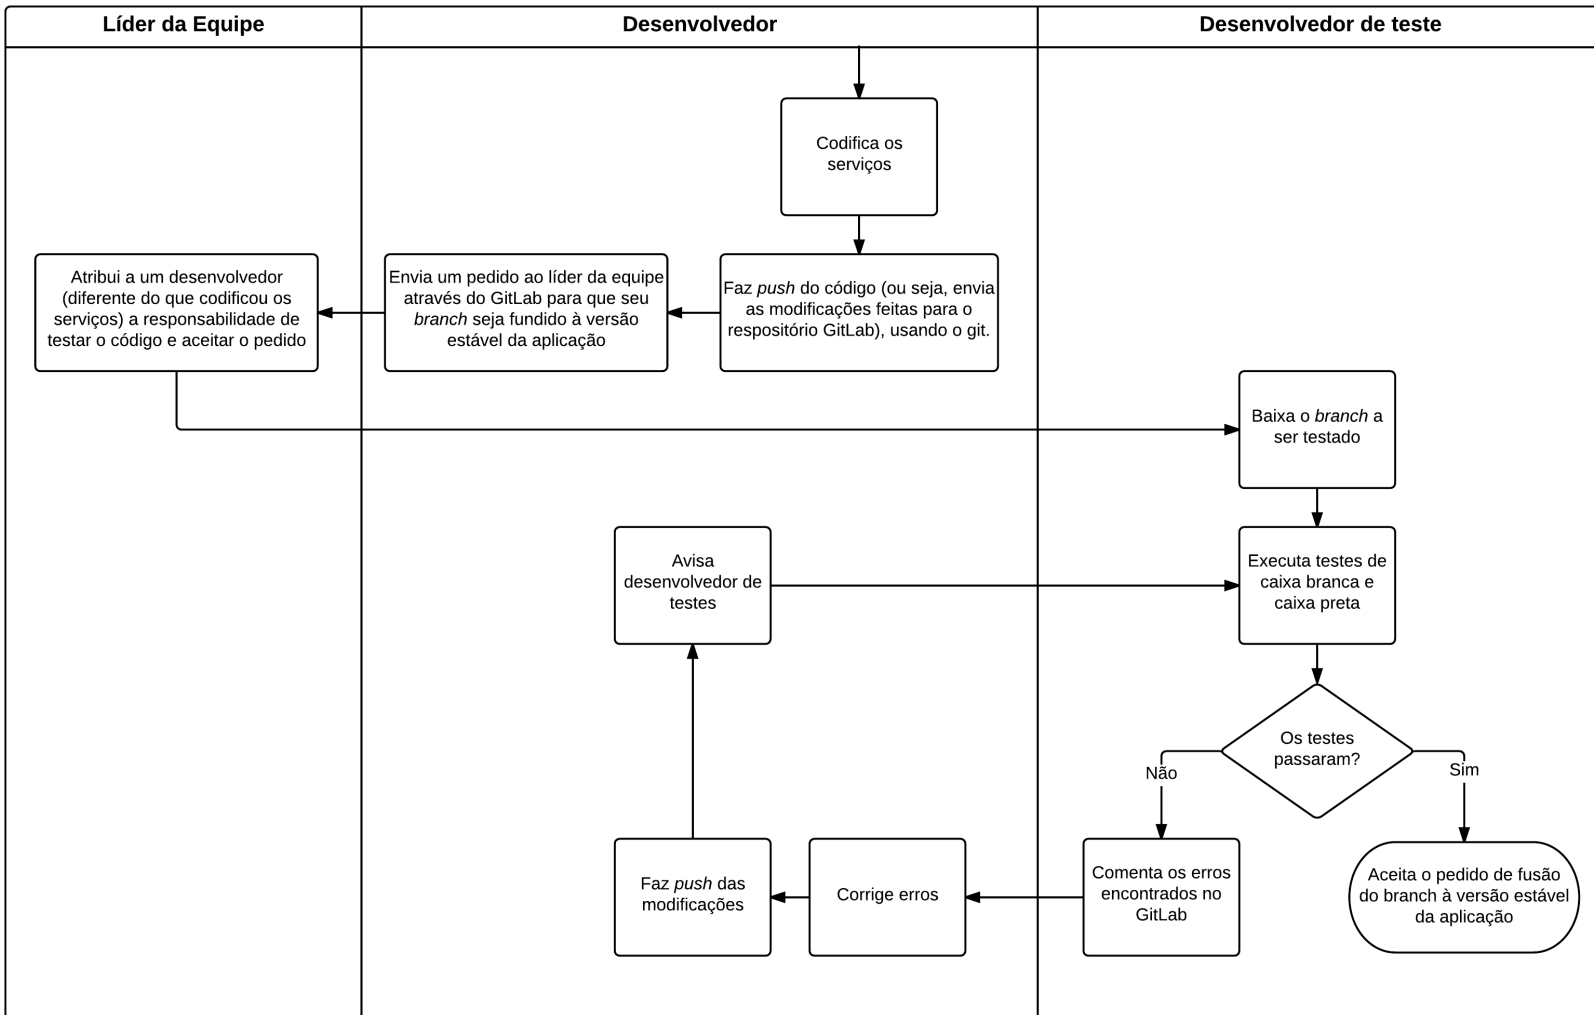 Líder da Equipe
Desenvolvedor
Desenvolvedor de teste
Codifica os
serviços
Atribui a um desenvolvedor
(diferente do que codificou os
serviços) a responsabilidade de
testar o código e aceitar o pedido
Envia um pedido ao líder da equipe
através do GitLab para que seu
branch seja fundido à versão
estável da aplicação
Faz push do código (ou seja, envia
as modificações feitas para o
respositório GitLab), usando o git.
Baixa o branch a
ser testado
Avisa
desenvolvedor de
testes
Executa testes de
caixa branca e
caixa preta
Os testes
passaram?
Não
Sim
Faz push das
modificações
Corrige erros
Comenta os erros
encontrados no
GitLab
Aceita o pedido de fusão
do branch à versão estável
da aplicação